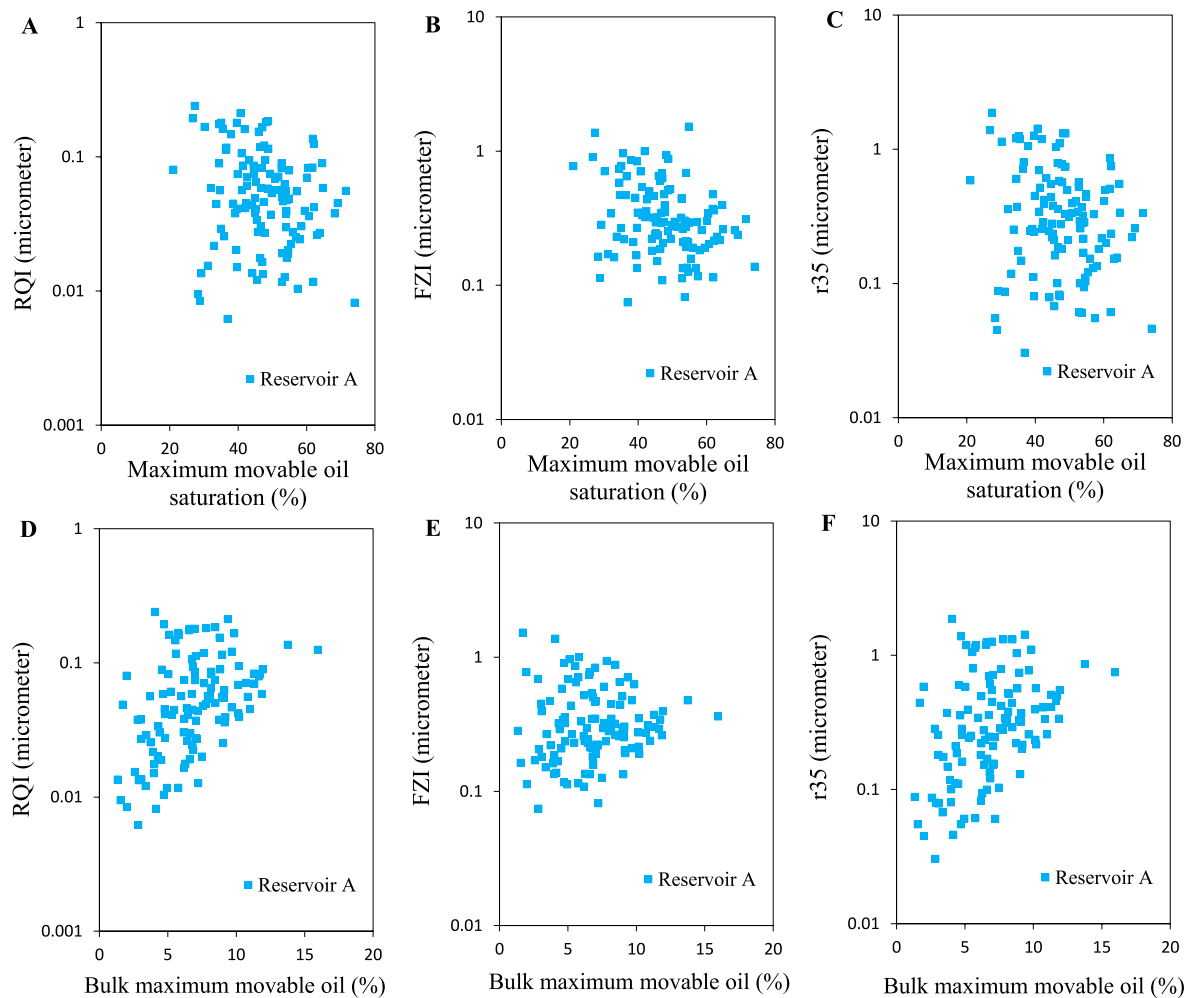 A
RQI (micrometer)
1
0.1
0.01
0.001
0 20 40 60 80
Reservoir A
Maximum movable oil
saturation (%)
B
FZI (micrometer)
10
1
0.1
0.01
0 20 40 60 80
Reservoir A
Maximum movable oil
saturation (%)
C
r35 (micrometer)
10
1
0.1
0.01
0 20 40 60 80
Reservoir A
Maximum movable oil
saturation (%)
D
RQI (micrometer)
1
0.1
0.01
0.001
0 5 10 15 20
Reservoir A
Bulk maximum movable oil (%)
E
FZI (micrometer)
10
1
0.1
0.01
0 5 10 15 20
Reservoir A
Bulk maximum movable oil (%)
F
r35 (micrometer)
10
1
0.1
0.01
0 5 10 15 20
Reservoir A
Bulk maximum movable oil (%)